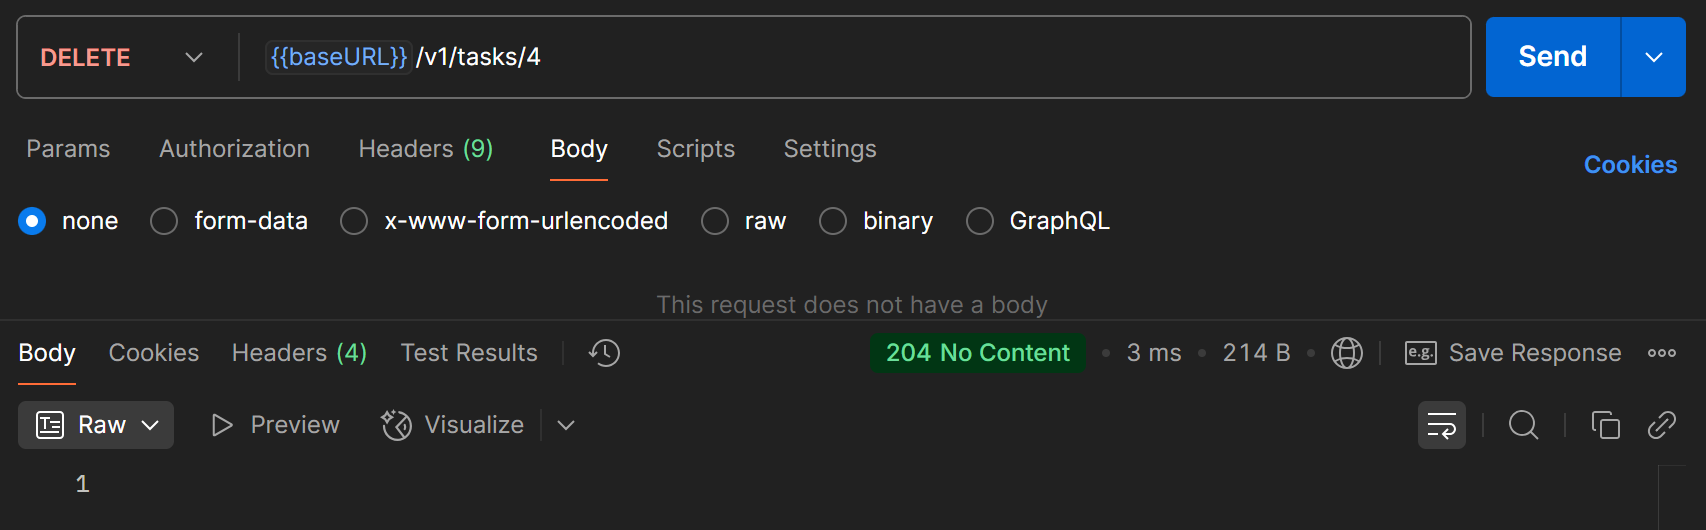 DELETE {{baseURL}}/v1/tasks/4 Send
Params Authorization Headers (9) Body Scripts Settings Cookies
none form-data x-www-form-urlencoded raw binary GraphQL
This request does not have a body
Body Cookies Headers (4) Test Results 204 No Content 3 ms 214 B e.g. Save Response
Raw Preview Visualize
1